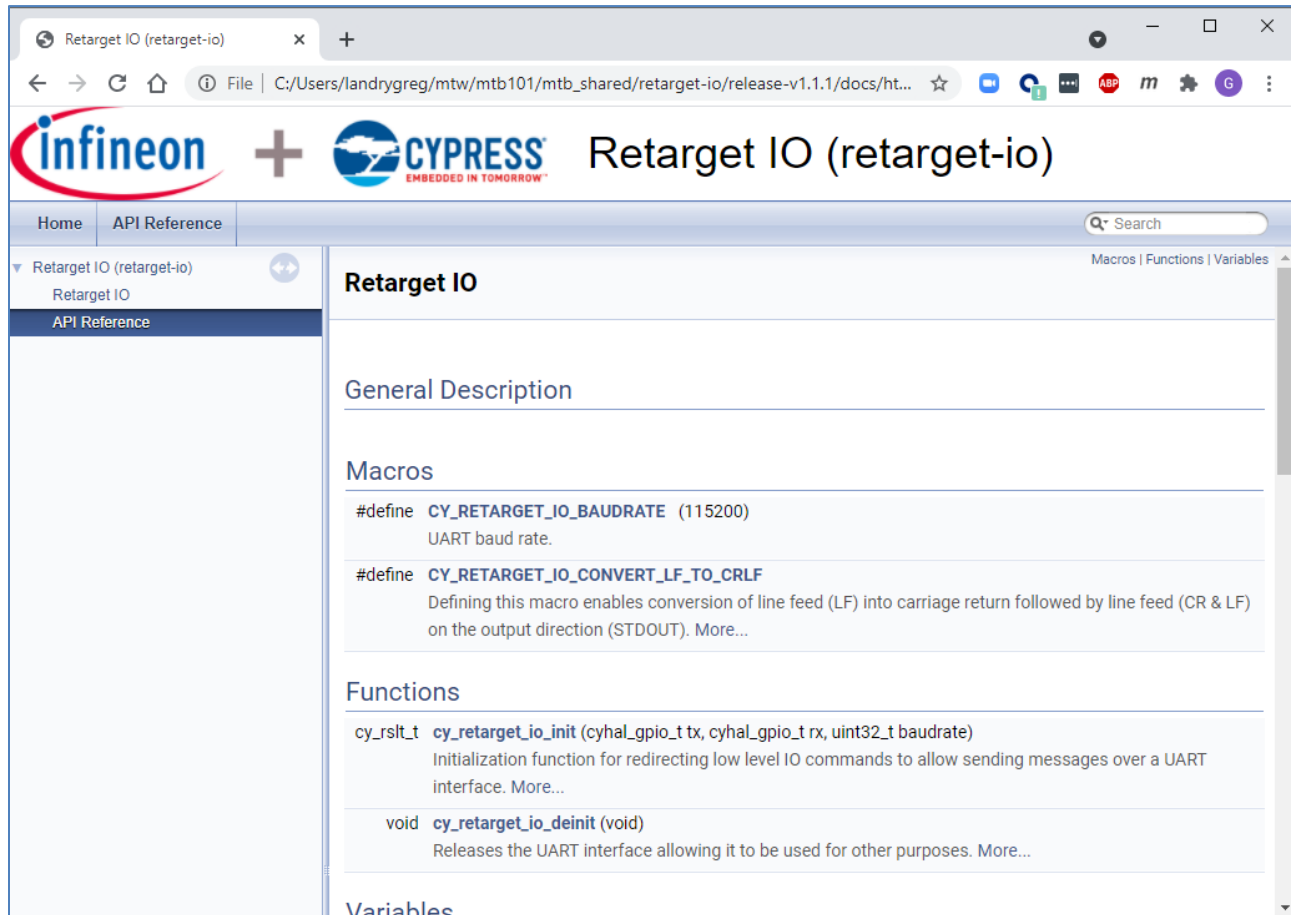 Retarget IO (retarget-io)
File | C:/Users/landrygreg/mtw/mtb101/mtb_shared/retarget-io/release-v1.1.1/docs/ht...
ABP
m
G
infineon + CYPRESS Retarget IO (retarget-io)
EMBEDDED IN TOMORROW™
Home API Reference
Search
Retarget IO (retarget-io)
Retarget IO
API Reference
Macros | Functions | Variables
Retarget IO
General Description
Macros
#define CY_RETARGET_IO_BAUDRATE (115200)
UART baud rate.
#define CY_RETARGET_IO_CONVERT_LF_TO_CRLF
Defining this macro enables conversion of line feed (LF) into carriage return followed by line feed (CR & LF)
on the output direction (STDOUT). More...
Functions
cy_rslt_t cy_retarget_io_init (cyhal_gpio_t tx, cyhal_gpio_t rx, uint32_t baudrate)
Initialization function for redirecting low level IO commands to allow sending messages over a UART
interface. More...
void cy_retarget_io_deinit (void)
Releases the UART interface allowing it to be used for other purposes. More...
Variables